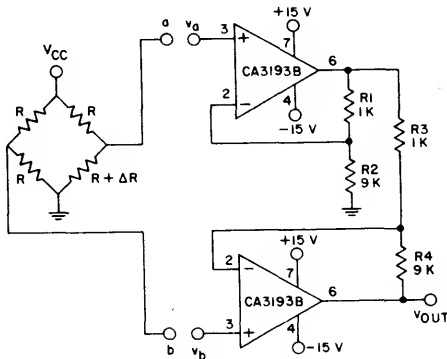 +15 V
a
va
3
+
7
VCC
CA3193B
6
R
R
2
−
4
-15 V
R1
1K
R3
1K
R
R + ΔR
R2
9K
+15 V
2
−
7
R4
9K
CA3193B
6
3
+
4
b
vb
-15 V
VOUT